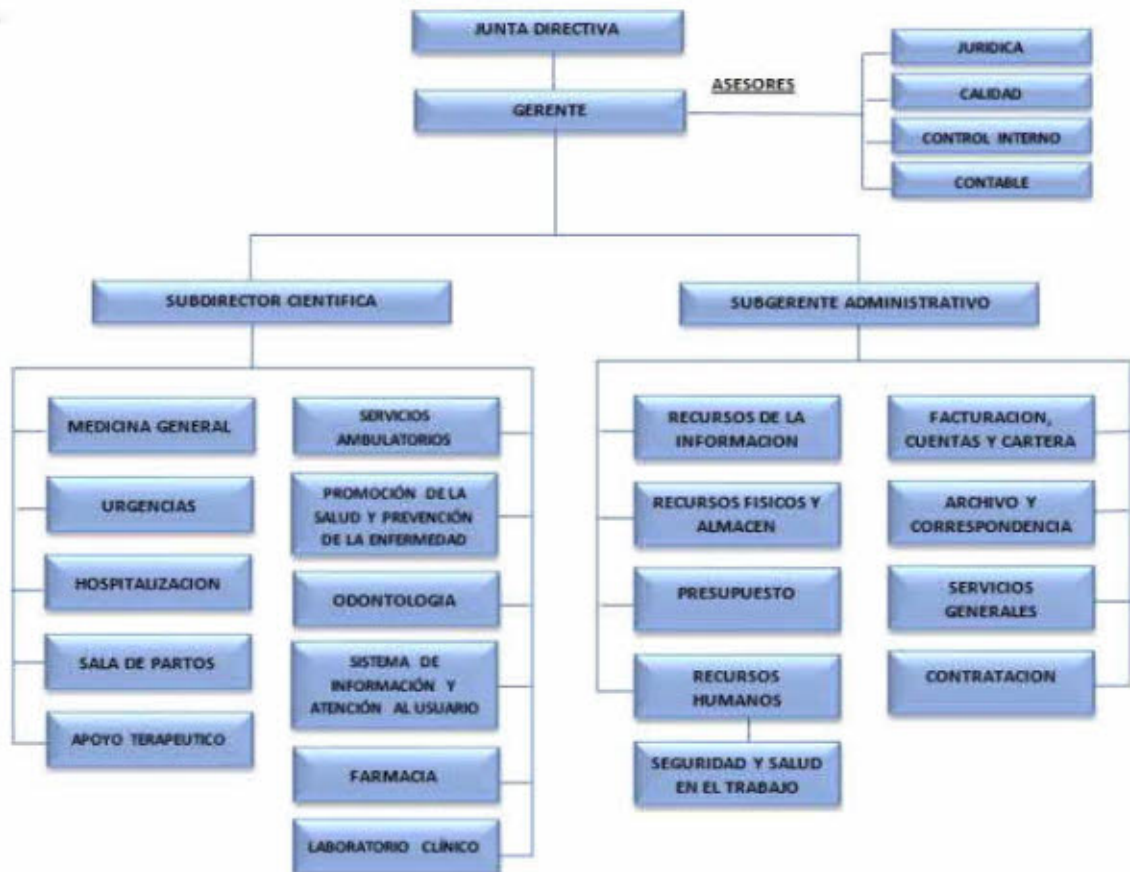 JUNTA DIRECTIVA
GERENTE
ASESORES
JURIDICA
CALIDAD
CONTROL INTERNO
CONTABLE
SUBDIRECTOR CIENTIFICA
SUBGERENTE ADMINISTRATIVO
MEDICINA GENERAL
URGENCIAS
HOSPITALIZACION
SALA DE PARTOS
APOYO TERAPEUTICO
SERVICIOS
AMBULATORIOS
PROMOCIÓN DE LA
SALUD Y PREVENCIÓN
DE LA ENFERMEDAD
ODONTOLOGIA
SISTEMA DE
INFORMACIÓN Y
ATENCIÓN AL USUARIO
FARMACIA
LABORATORIO CLÍNICO
RECURSOS DE LA
INFORMACION
RECURSOS FISICOS Y
ALMACEN
PRESUPUESTO
RECURSOS
HUMANOS
SEGURIDAD Y SALUD
EN EL TRABAJO
FACTURACION,
CUENTAS Y CARTERA
ARCHIVO Y
CORRESPONDENCIA
SERVICIOS
GENERALES
CONTRATACION